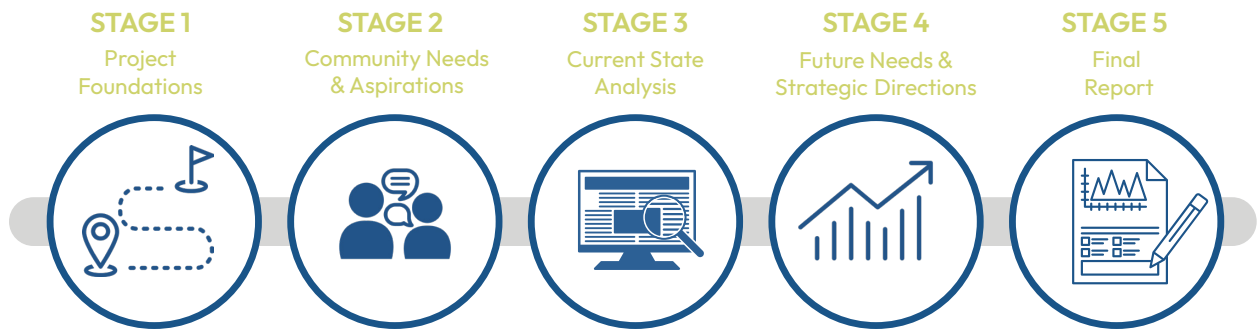 STAGE 1
Project
Foundations
STAGE 2
Community Needs
& Aspirations
STAGE 3
Current State
Analysis
STAGE 4
Future Needs &
Strategic Directions
STAGE 5
Final
Report